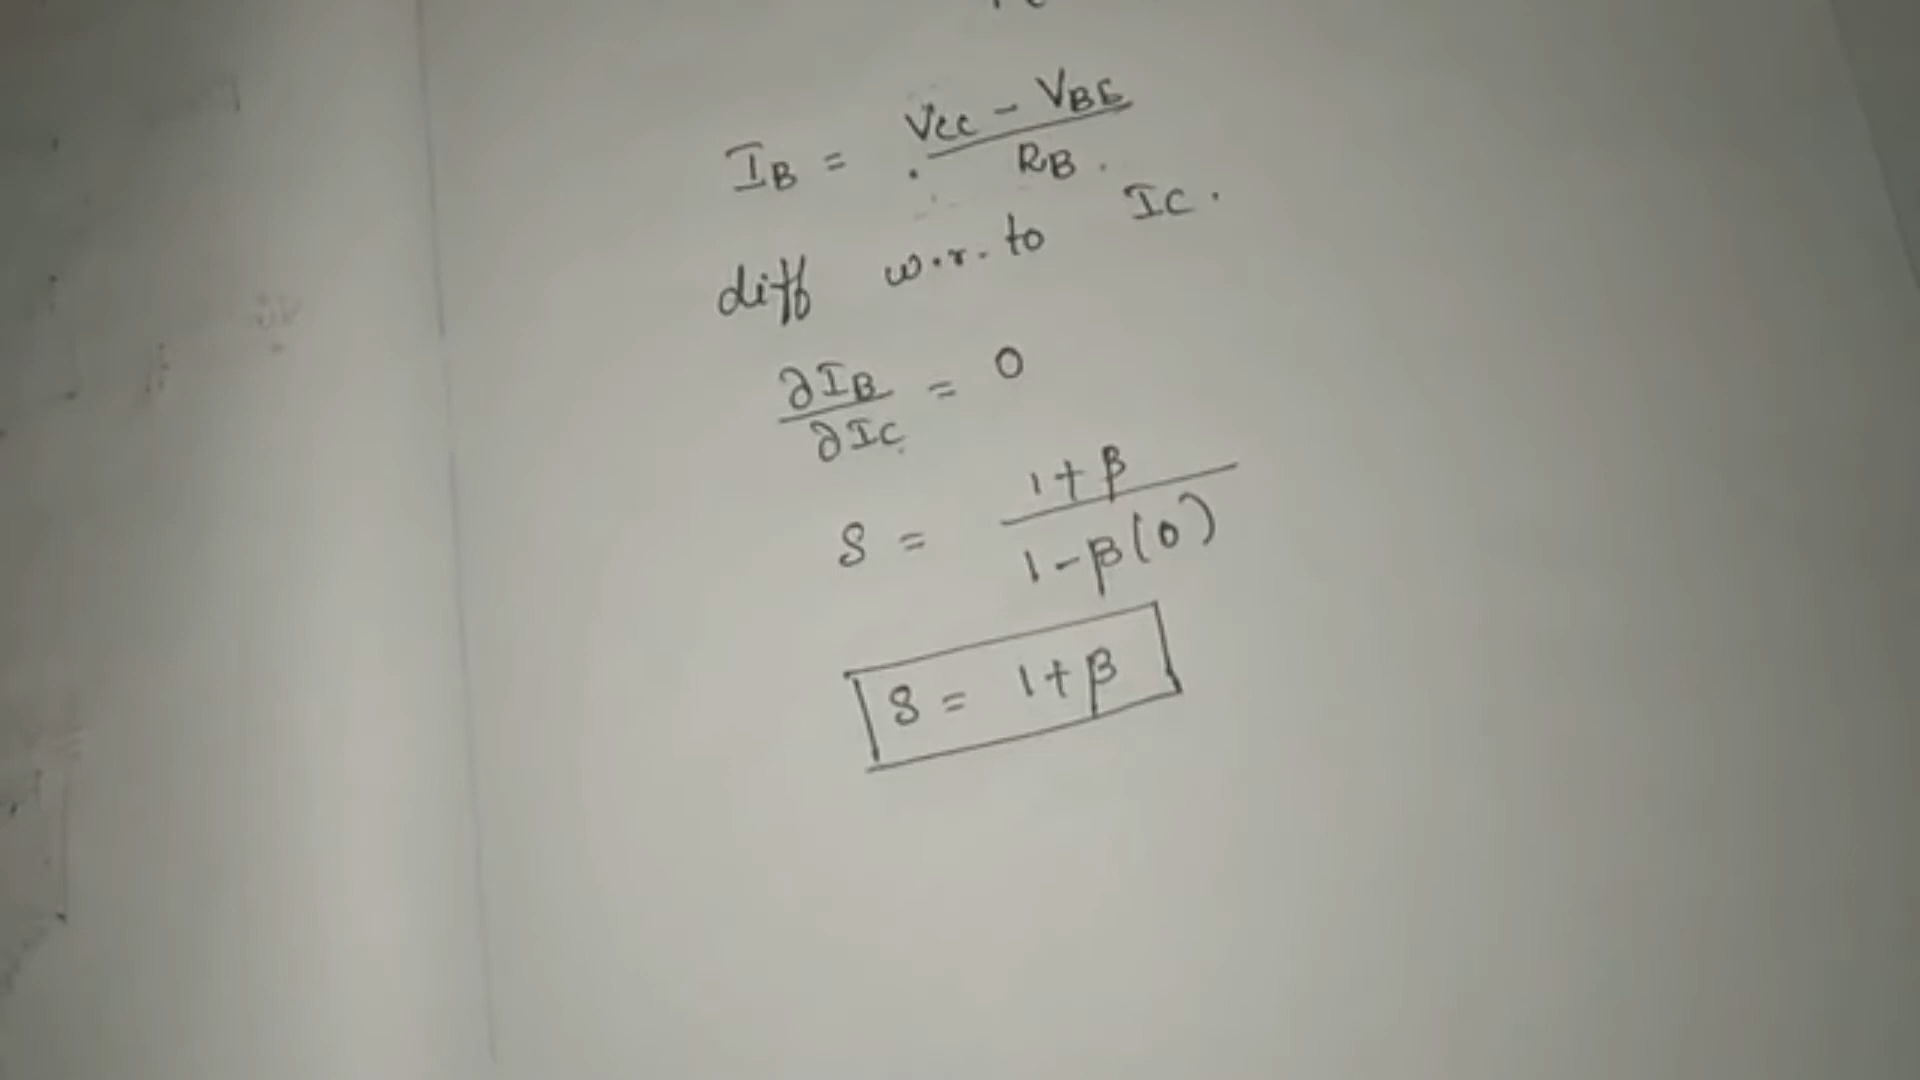 IB = VCC - VBE / RB.
diff w.r. to IC.
∂IB / ∂IC = 0
S = 1+β / 1-β(0)
S = 1+β